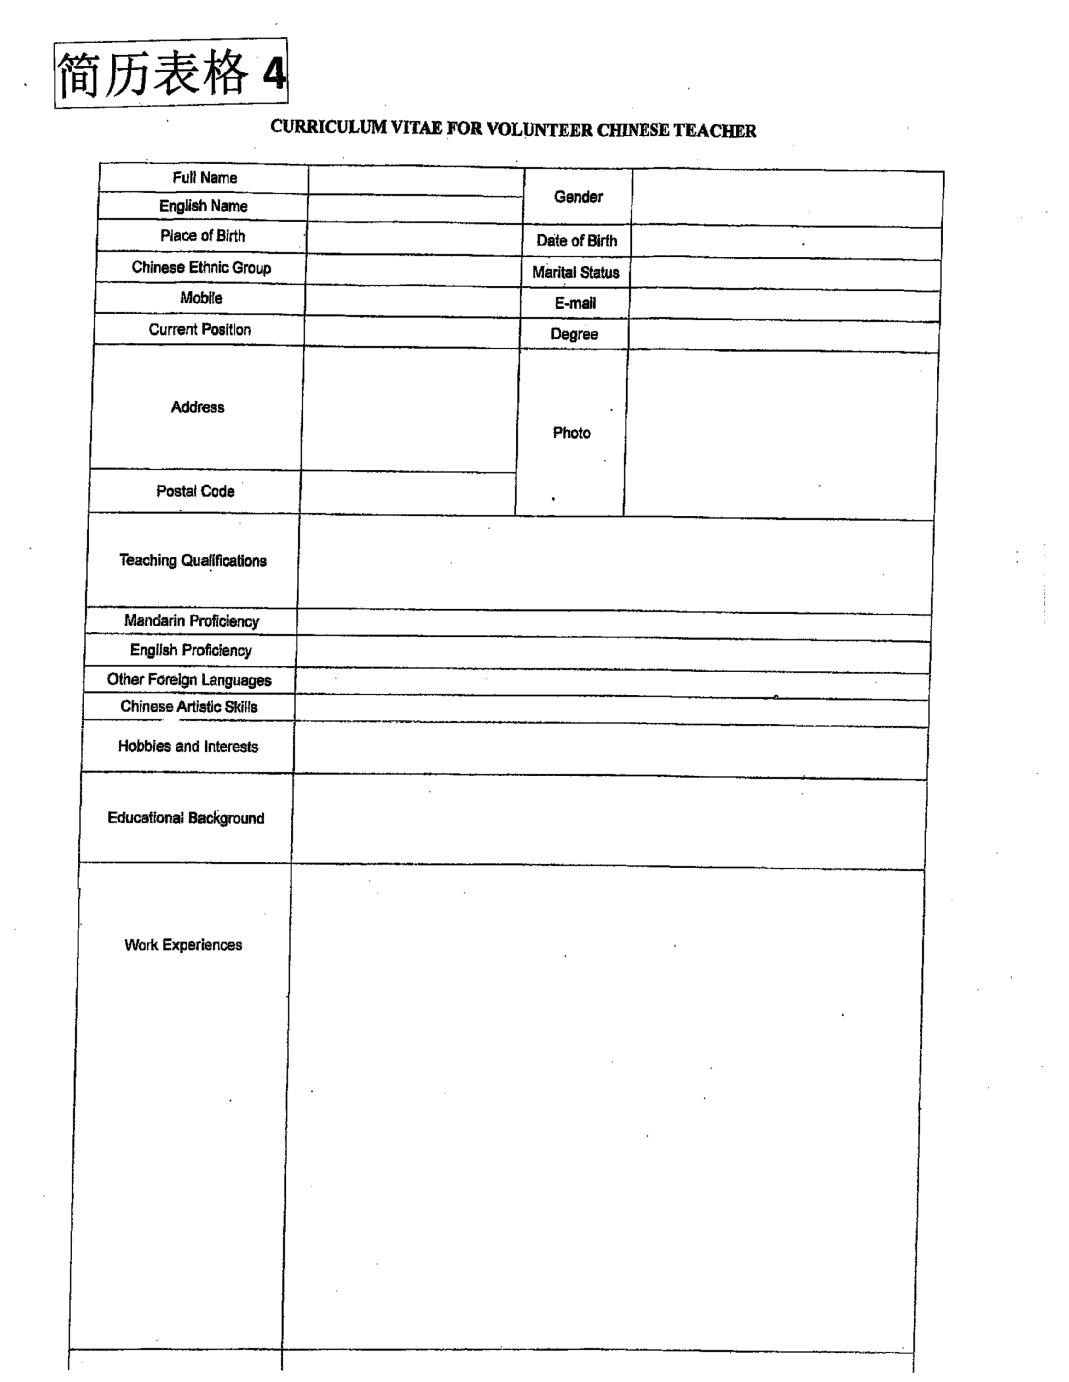 简历表格 4
CURRICULUM VITAE FOR VOLUNTEER CHINESE TEACHER
Full Name
Gender
English Name
Place of Birth
Date of Birth
Chinese Ethnic Group
Marital Status
Mobile
E-mail
Current Position
Degree
Address
Photo
Postal Code
Teaching Qualifications
Mandarin Proficiency
English Proficiency
Other Foreign Languages
Chinese Artistic Skills
Hobbies and Interests
Educational Background
Work Experiences